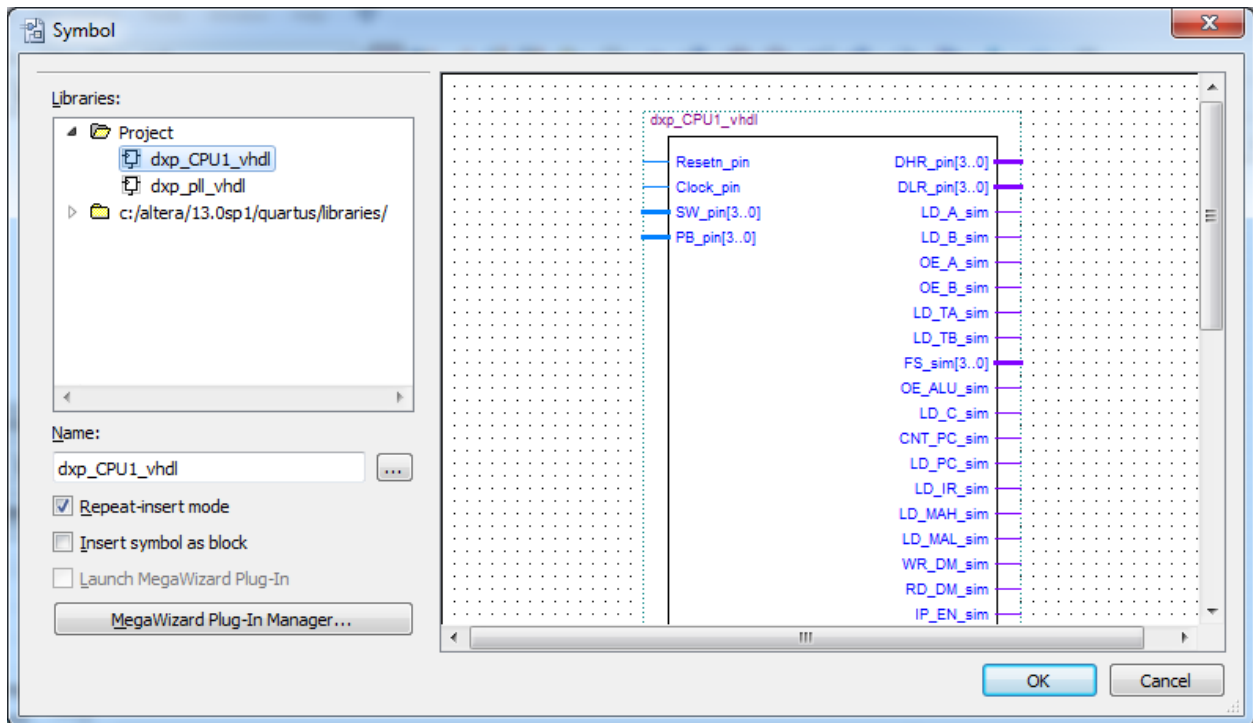 Symbol
Libraries:
Project
dxp_CPU1_vhdl
dxp_pll_vhdl
c:/altera/13.0sp1/quartus/libraries/
Name:
dxp_CPU1_vhdl
...
Repeat-insert mode
Insert symbol as block
Launch MegaWizard Plug-In
MegaWizard Plug-In Manager...
dxp_CPU1_vhdl
Resetn_pin DHR_pin[3..0]
Clock_pin DLR_pin[3..0]
SW_pin[3..0] LD_A_sim
PB_pin[3..0] LD_B_sim
OE_A_sim
OE_B_sim
LD_TA_sim
LD_TB_sim
FS_sim[3..0]
OE_ALU_sim
LD_C_sim
CNT_PC_sim
LD_PC_sim
LD_IR_sim
LD_MAH_sim
LD_MAL_sim
WR_DM_sim
RD_DM_sim
IP_EN_sim
OK Cancel